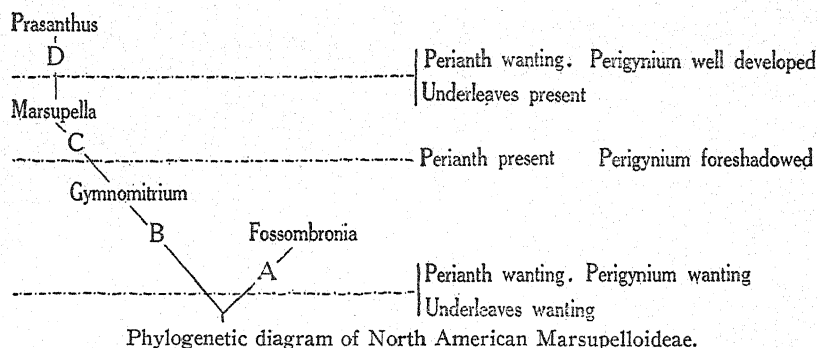 Prasanthus
D
Perianth wanting. Perigynium well developed
Underleaves present
Marsupella
C
Perianth present Perigynium foreshadowed
Gymnomitrium
B
Fossombronia
A
Perianth wanting. Perigynium wanting
Underleaves wanting
Phylogenetic diagram of North American Marsupelloideae.